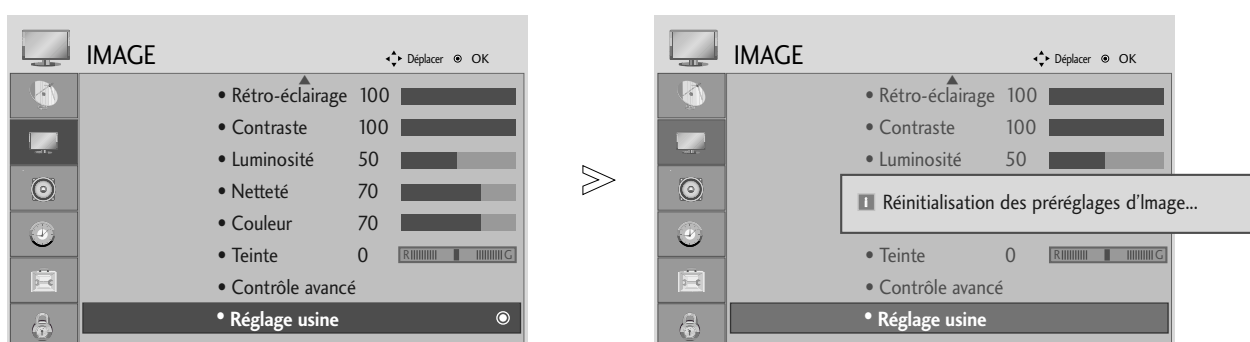 IMAGE Déplacer OK
• Rétro-éclairage 100
• Contraste 100
• Luminosité 50
• Netteté 70
• Couleur 70
• Teinte 0 R G
• Contrôle avancé
• Réglage usine
IMAGE Déplacer OK
• Rétro-éclairage 100
• Contraste 100
• Luminosité 50
Réinitialisation des préréglages d'Image...
• Teinte 0 R G
• Contrôle avancé
• Réglage usine